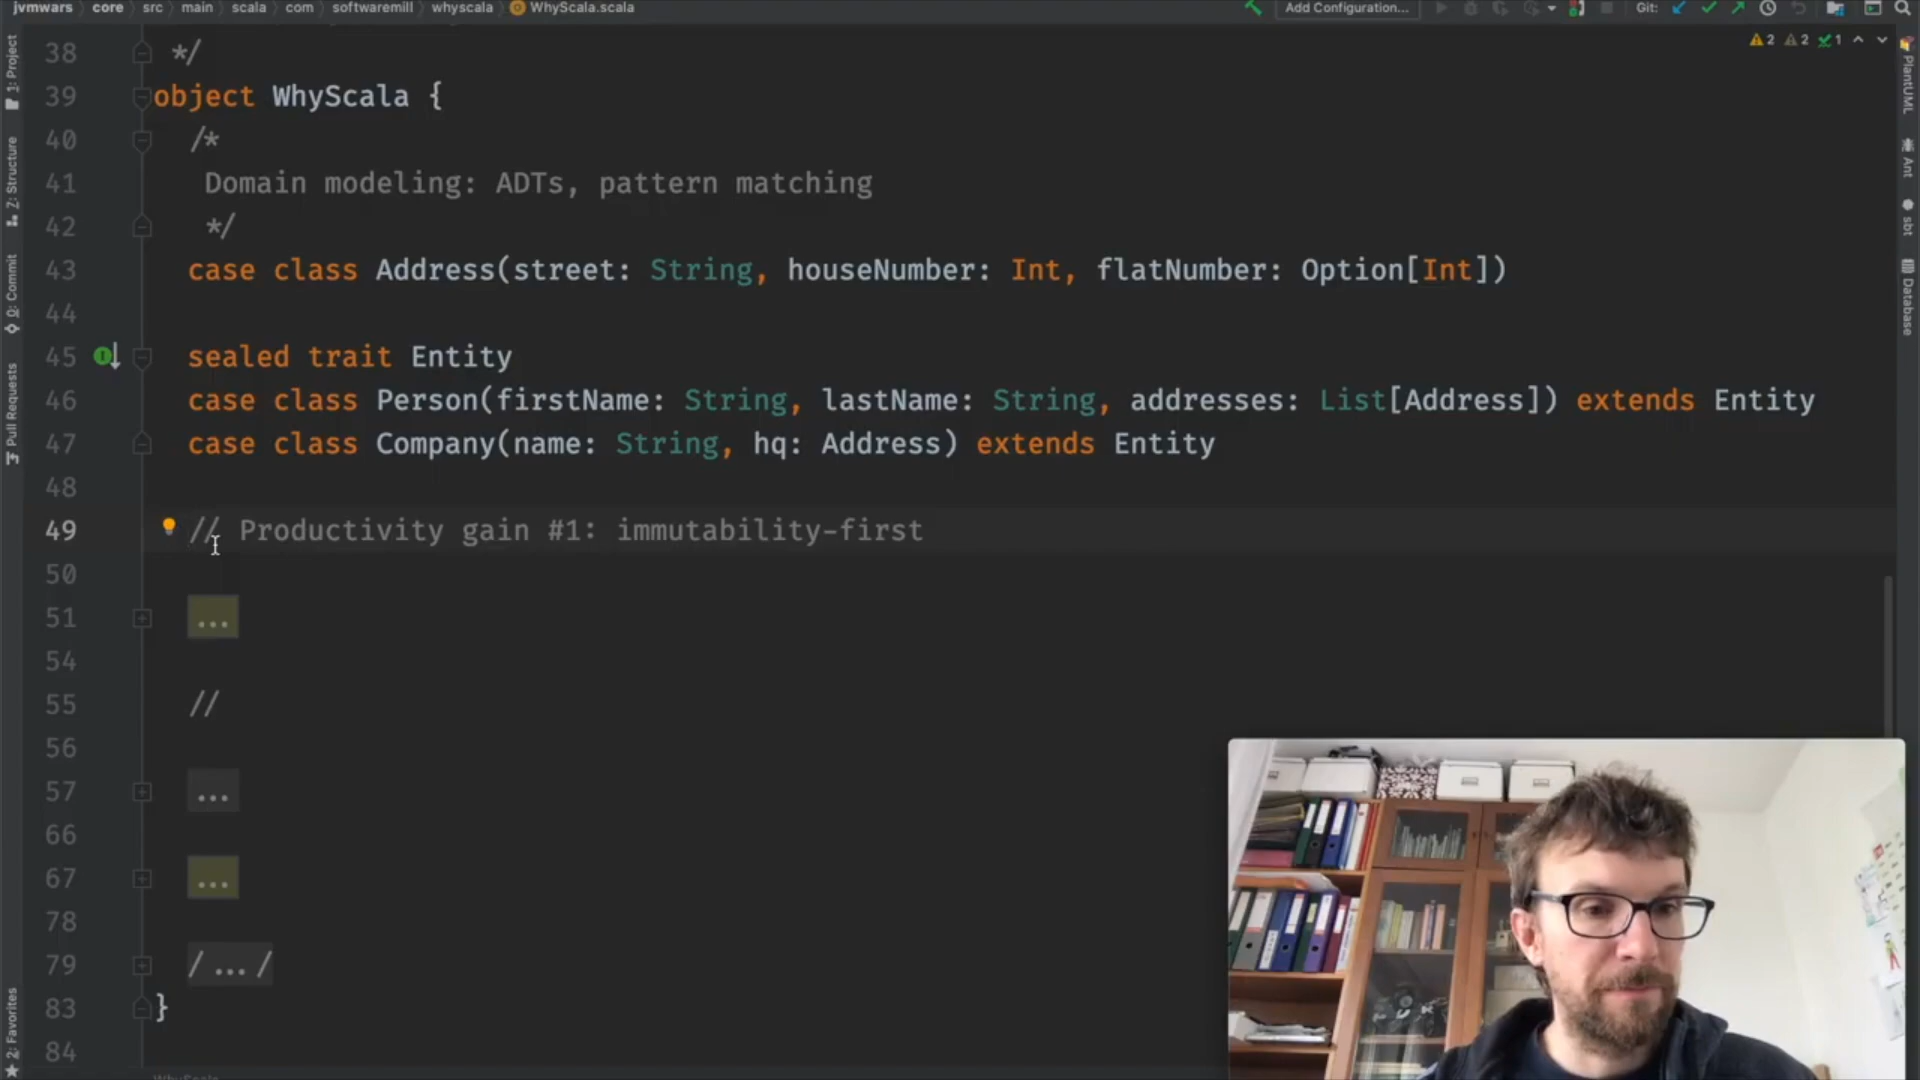 jvmwars › core › src › main › scala › com › softwaremill › whyscala › WhyScala.scala
Add Configuration...
Git:
2 2 1
1: Project
Z: Structure
0: Commit
Pull Requests
2: Favorites
PlantUML
Ant
sbt
Database
38 */
39 object WhyScala {
40 /*
41 Domain modeling: ADTs, pattern matching
42 */
43 case class Address(street: String, houseNumber: Int, flatNumber: Option[Int])
44
45 sealed trait Entity
46 case class Person(firstName: String, lastName: String, addresses: List[Address]) extends Entity
47 case class Company(name: String, hq: Address) extends Entity
48
49 // Productivity gain #1: immutability-first
50
51 ...
54
55 //
56
57 ...
66
67 ...
78
79 /.../
83 }
84
WhyScala